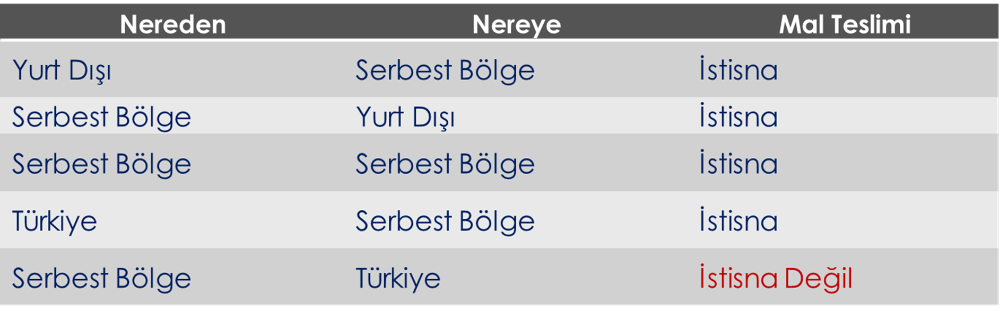 Nereden Nereye Mal Teslimi
Yurt Dışı Serbest Bölge İstisna
Serbest Bölge Yurt Dışı İstisna
Serbest Bölge Serbest Bölge İstisna
Türkiye Serbest Bölge İstisna
Serbest Bölge Türkiye İstisna Değil